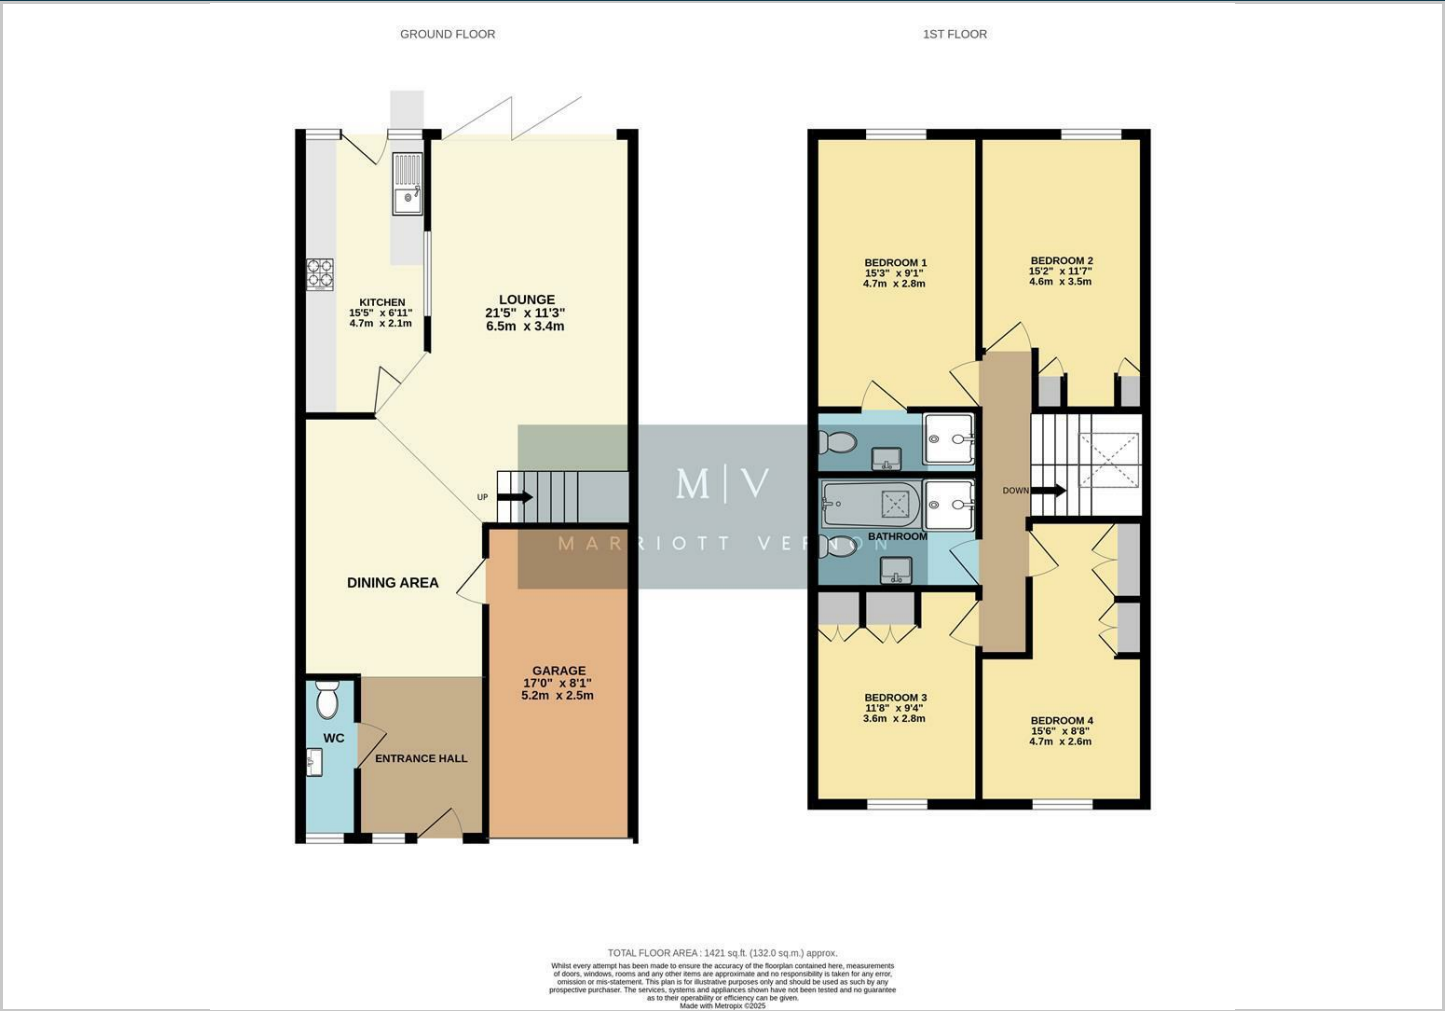 GROUND FLOOR
1ST FLOOR
KITCHEN
15'5" x 6'11"
4.7m x 2.1m
LOUNGE
21'5" x 11'3"
6.5m x 3.4m
UP
DINING AREA
GARAGE
17'0" x 8'1"
5.2m x 2.5m
WC
ENTRANCE HALL
M|V
MARRIOTT VERNON
BEDROOM 1
15'3" x 9'1"
4.7m x 2.8m
BEDROOM 2
15'2" x 11'7"
4.6m x 3.5m
DOWN
BATHROOM
BEDROOM 3
11'8" x 9'4"
3.6m x 2.8m
BEDROOM 4
15'6" x 8'8"
4.7m x 2.6m
TOTAL FLOOR AREA : 1421 sq.ft. (132.0 sq.m.) approx.
Whilst every attempt has been made to ensure the accuracy of the floorplan contained here, measurements
of doors, windows, rooms and any other items are approximate and no responsibility is taken for any error,
omission or mis-statement. This plan is for illustrative purposes only and should be used as such by any
prospective purchaser. The services, systems and appliances shown have not been tested and no guarantee
as to their operability or efficiency can be given.
Made with Metropix ©2025